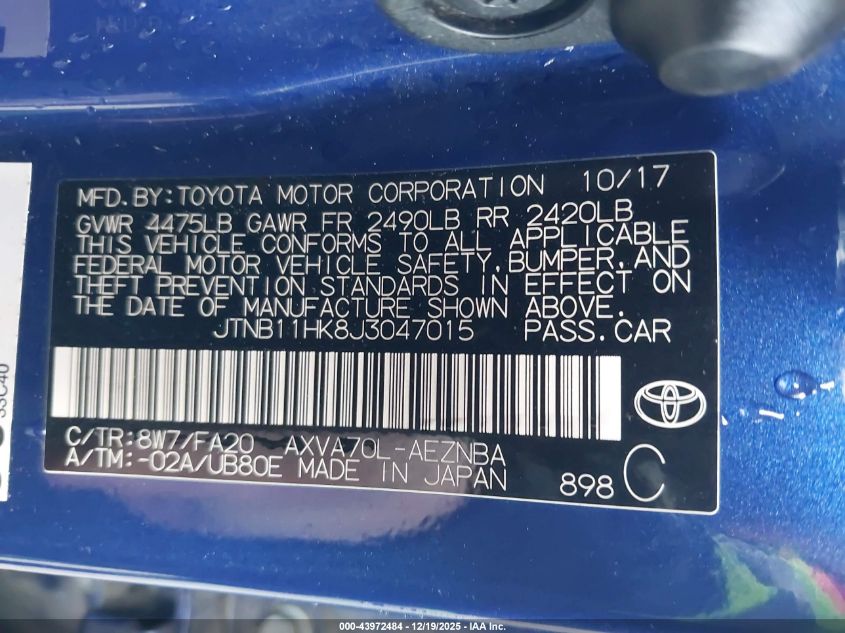 MFD.BY:TOYOTA MOTOR CORPORATION 10/17
GVWR 4475LB GAWR FR 2490LB RR 2420LB
THIS VEHICLE CONFORMS TO ALL APPLICABLE
FEDERAL MOTOR VEHICLE SAFETY,BUMPER,AND
THEFT PREVENTION STANDARDS IN EFFECT ON
THE DATE OF MANUFACTURE SHOWN ABOVE.
JTNB11HK8J3047015 PASS.CAR
C/TR:8W7/FA20 AXVA70L-AEZNBA
A/TM:-02A/UB80E MADE IN JAPAN
898 C
000-43972484 - 12/19/2025 - IAA Inc.